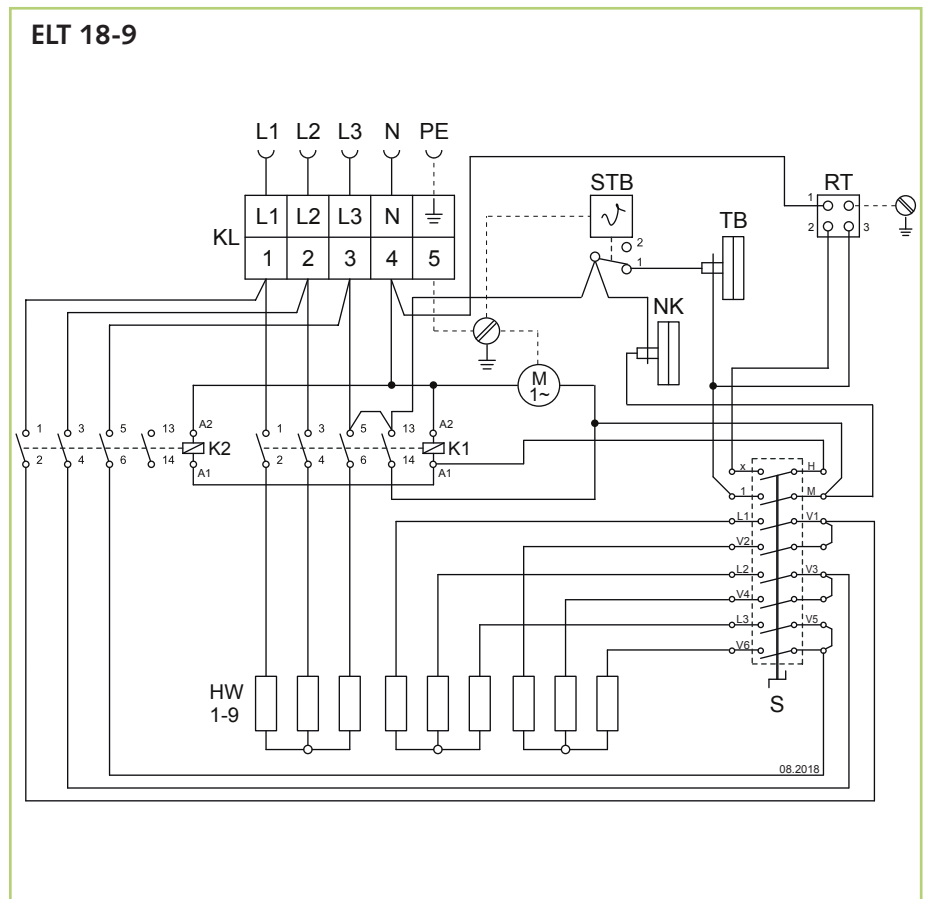 ELT 18-9
L1 L2 L3 N PE
L1 L2 L3 N
KL
1 2 3 4 5
STB
2
1
TB
NK
RT
1
2 3
M
1~
1 3 5 13 A2
K2
2 4 6 14 A1
1 3 5 13 A2
K1
2 4 6 14 A1
x H
1 M
L1 V1
V2
L2 V3
V4
L3 V5
V6
S
HW
1-9
08.2018